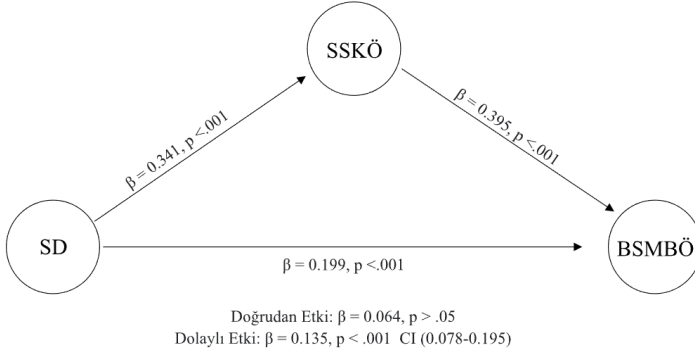 SSKÖ
β = 0.341, p <.001
β = 0.395, p <.001
SD
BSMBÖ
β = 0.199, p <.001
Doğrudan Etki: β = 0.064, p > .05
Dolaylı Etki: β = 0.135, p < .001 CI (0.078-0.195)